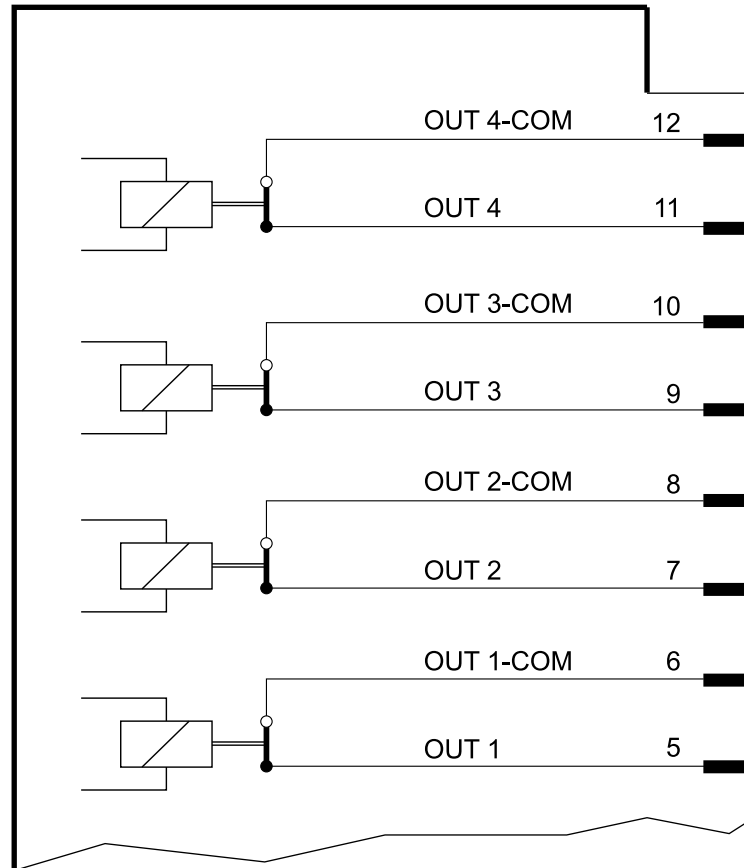 OUT 4-COM 12
OUT 4 11
OUT 3-COM 10
OUT 3 9
OUT 2-COM 8
OUT 2 7
OUT 1-COM 6
OUT 1 5